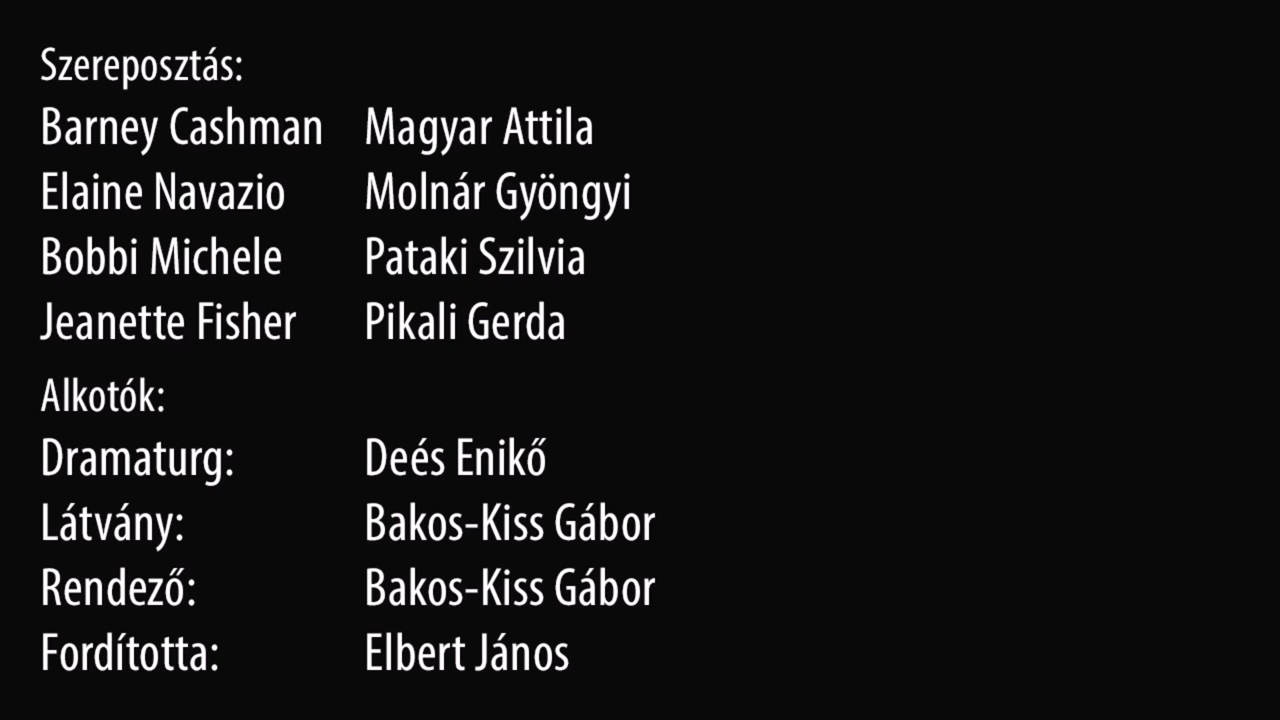 Szereposztás:
Barney Cashman Magyar Attila
Elaine Navazio Molnár Gyöngyi
Bobbi Michele Pataki Szilvia
Jeanette Fisher Pikali Gerda
Alkotók:
Dramaturg: Deés Enikő
Látvány: Bakos-Kiss Gábor
Rendező: Bakos-Kiss Gábor
Fordította: Elbert János